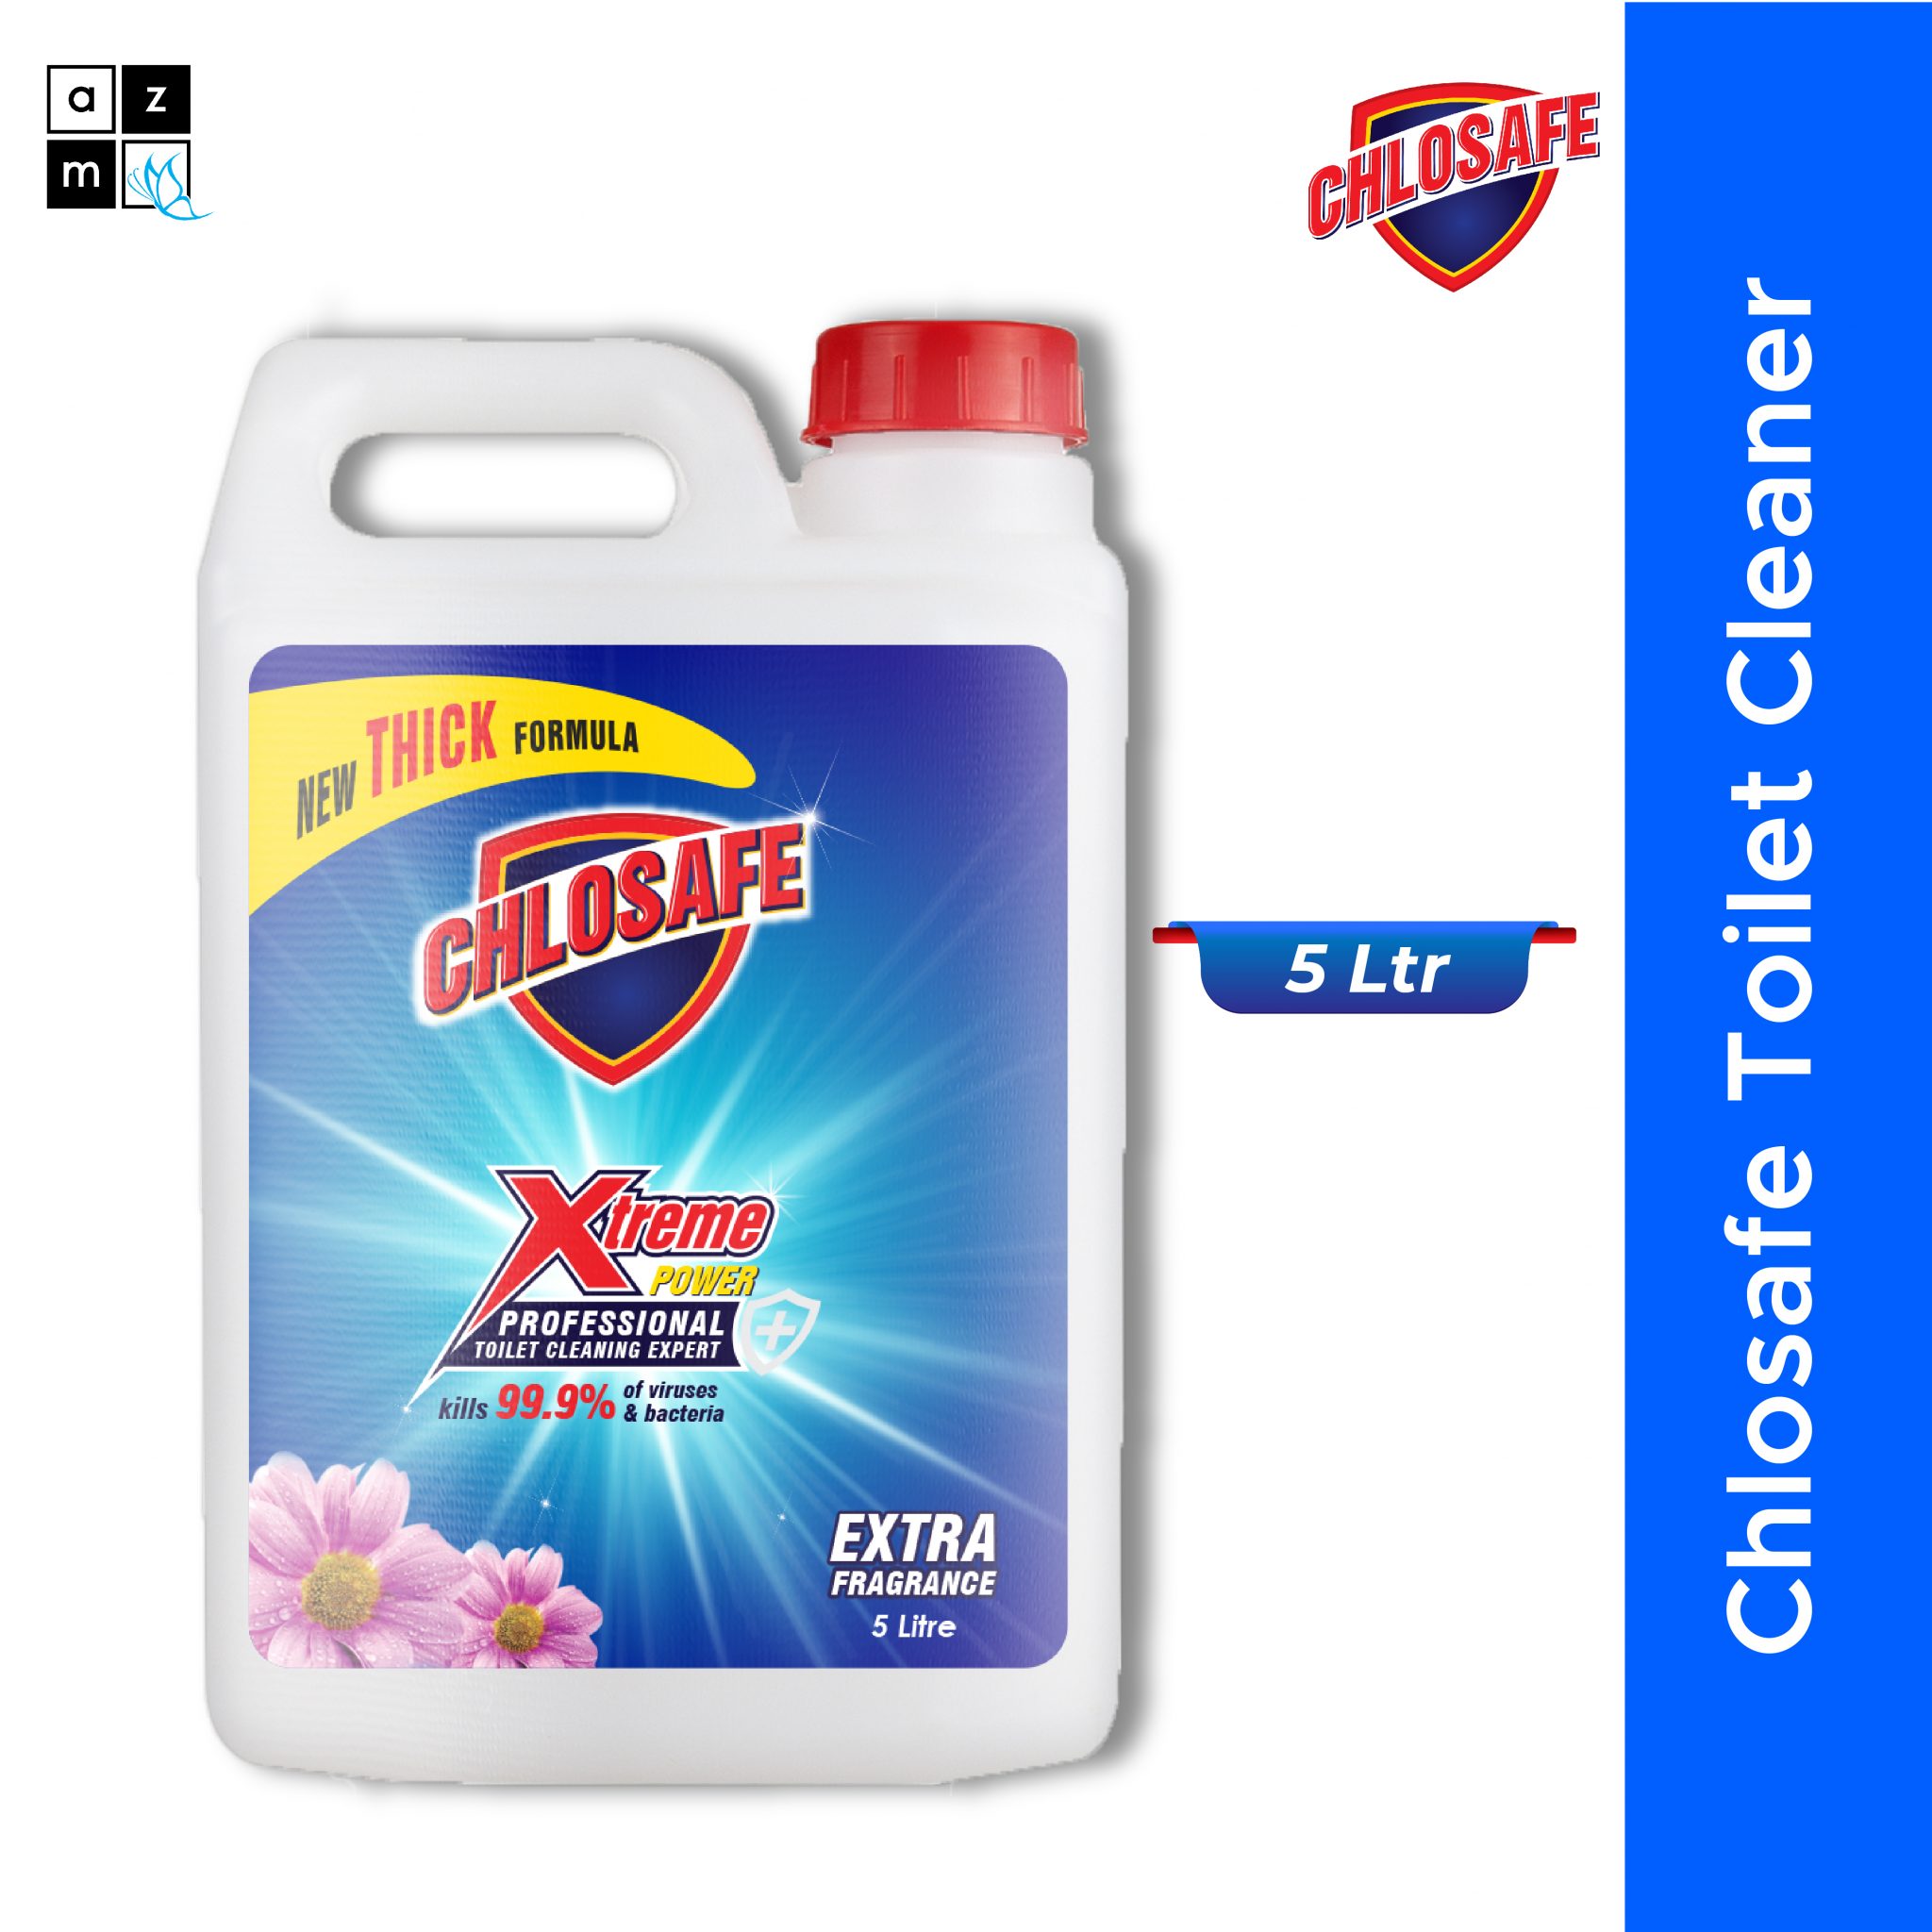 a z
m
CHLOSAFE
NEW THICK FORMULA
CHLOSAFE
Xtreme
POWER
PROFESSIONAL
TOILET CLEANING EXPERT
kills 99.9% of viruses
& bacteria
EXTRA
FRAGRANCE
5 Litre
5 Ltr
Chlosafe Toilet Cleaner